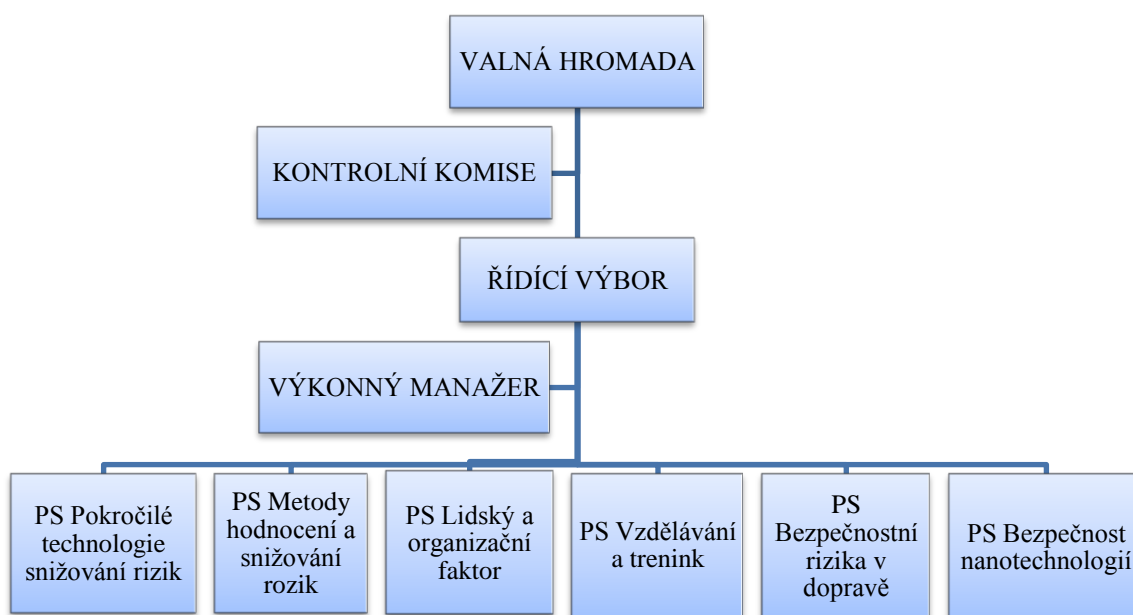 VALNÁ HROMADA
KONTROLNÍ KOMISE
ŘÍDÍCÍ VÝBOR
VÝKONNÝ MANAŽER
PS Pokročilé
technologie
snižování rizik
PS Metody
hodnocení a
snižování
rozik
PS Lidský a
organizační
faktor
PS Vzdělávání
a trenink
PS
Bezpečnostní
rizika v
dopravě
PS Bezpečnost
nanotechnologií